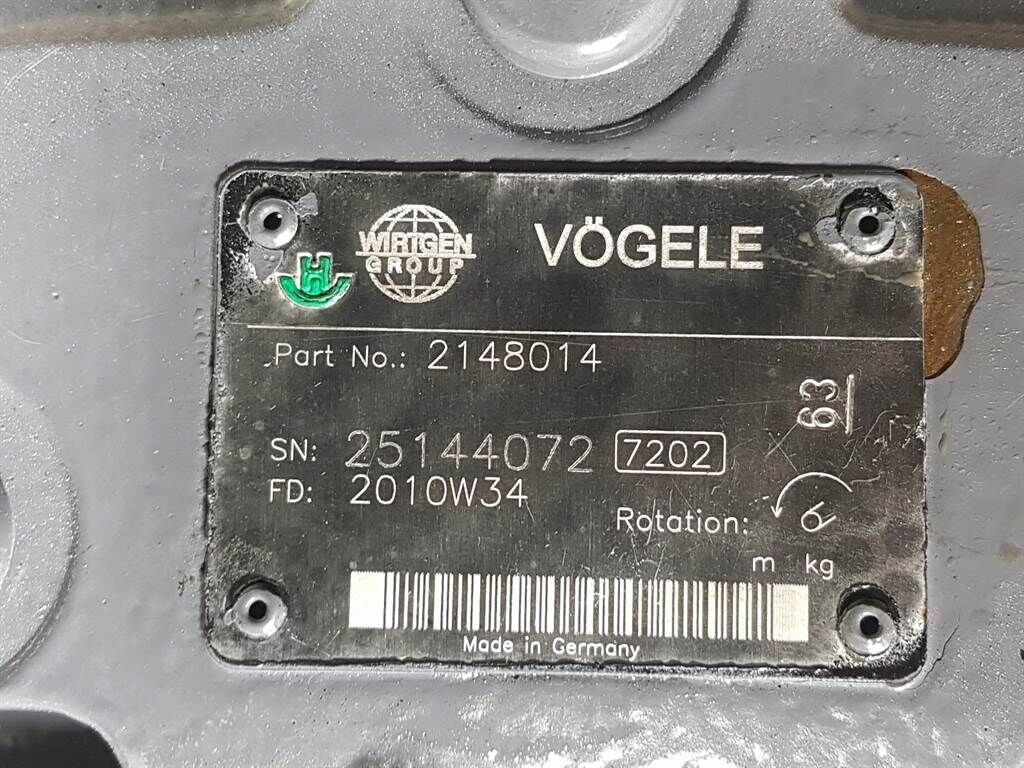 WIRTGEN
GROUP
VÖGELE
Part No.: 2148014
63
SN: 25144072 7202
FD: 2010W34
Rotation:
m kg
Made in Germany